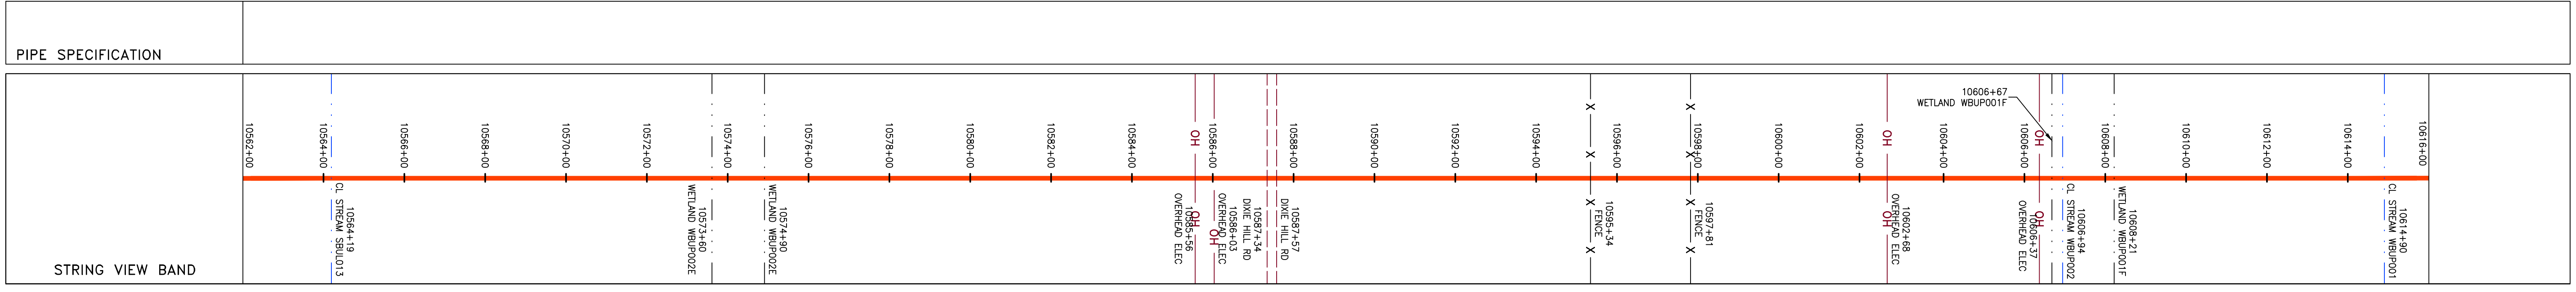 PIPE SPECIFICATION
STRING VIEW BAND
10562+00
10564+00
10566+00
10568+00
10570+00
10572+00
10574+00
10576+00
10578+00
10580+00
10582+00
10584+00
10586+00
10588+00
10590+00
10592+00
10594+00
10596+00
10598+00
10600+00
10602+00
10604+00
10606+00
10608+00
10610+00
10612+00
10614+00
10616+00
10564+19
CL STREAM SBUL013
10573+60
WETLAND WBUP002E
10574+90
WETLAND WBUP002E
OH
OH
10585+56
OVERHEAD ELEC
OH
10586+03
OVERHEAD ELEC
10587+34
DIXIE HILL RD
10587+57
DIXIE HILL RD
X
X
X
X
10595+34
FENCE
X
X
X
X
10597+81
FENCE
OH
OH
10602+68
OVERHEAD ELEC
OH
OH
10606+37
OVERHEAD ELEC
10606+67
WETLAND WBUP001F
10606+94
CL STREAM WBUP002
10608+21
WETLAND WBUP001F
10614+90
CL STREAM WBUP001